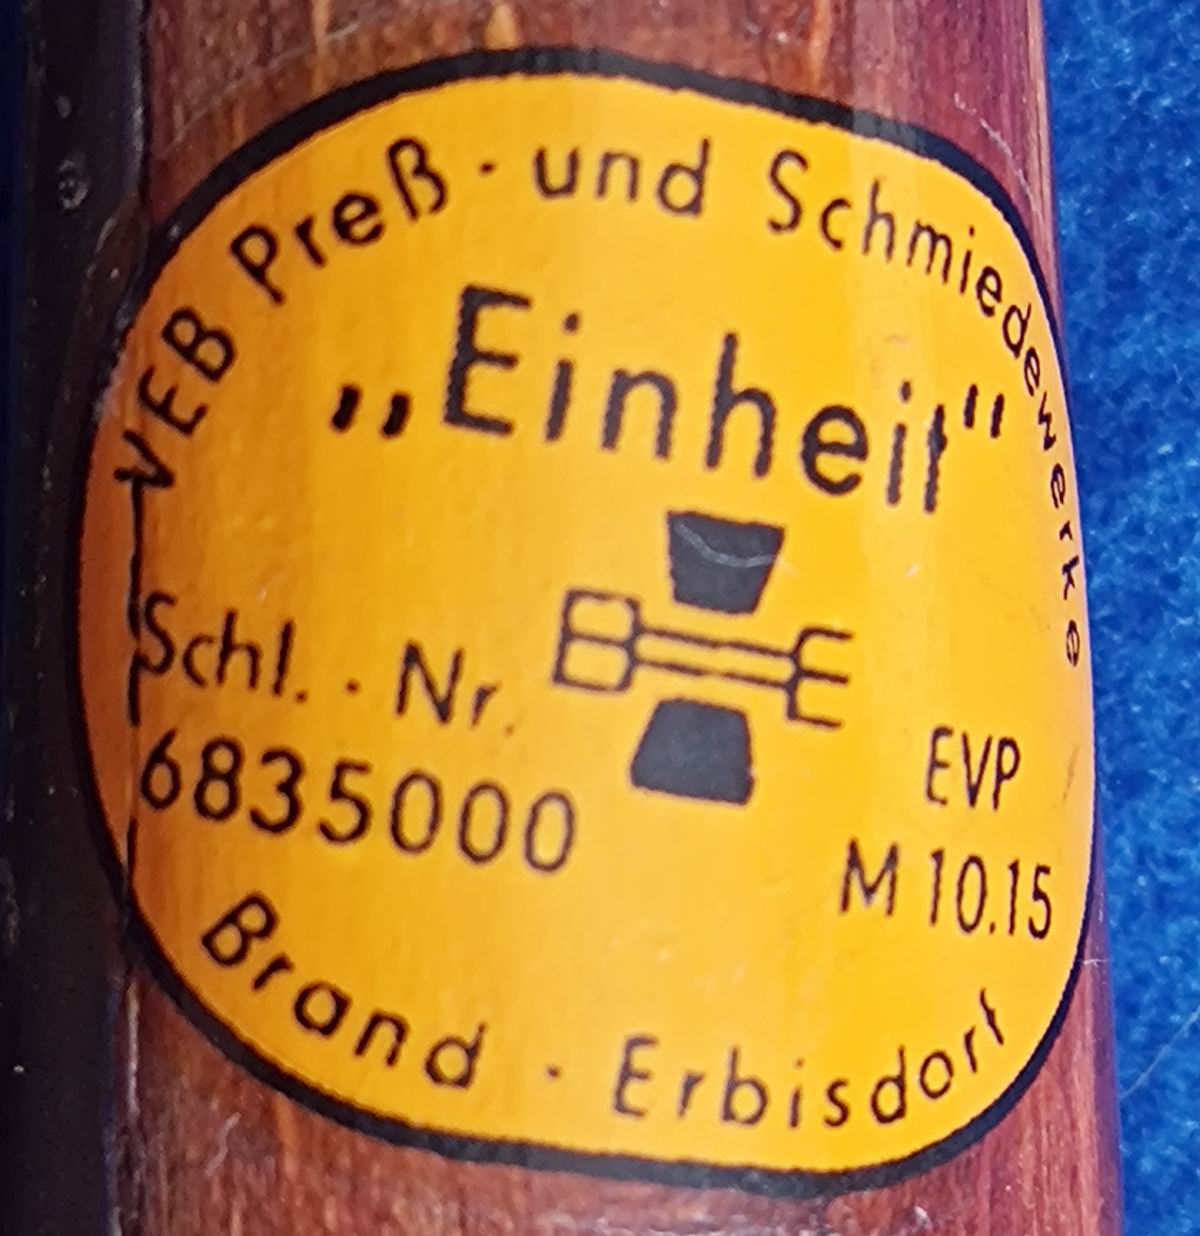 VEB Preß - und Schmiedewerke
„Einheit“
Schl. - Nr.
6835000
EVP
M 10.15
Brand - Erbisdorf